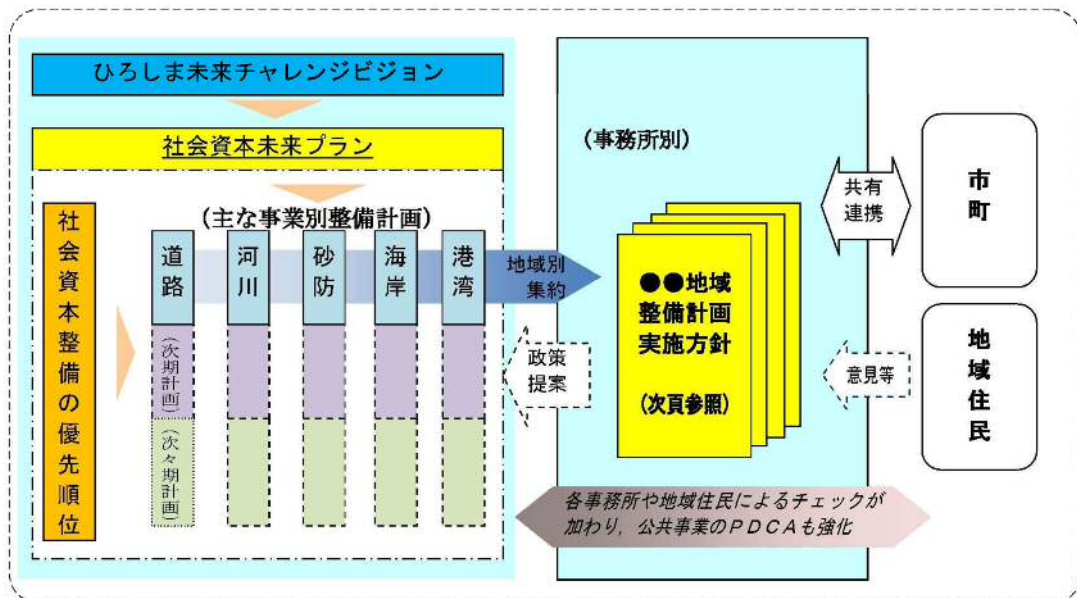 ひろしま未来チャレンジビジョン
社会資本未来プラン
(主な事業別整備計画)
社会資本整備の優先順位
道路
河川
砂防
海岸
港湾
(次期計画)
(次々期計画)
地域別
集約
政策
提案
(事務所別)
●●地域
整備計画
実施方針
(次頁参照)
共有
連携
意見等
市町
地域住民
各事務所や地域住民によるチェックが
加わり，公共事業のＰＤＣＡも強化